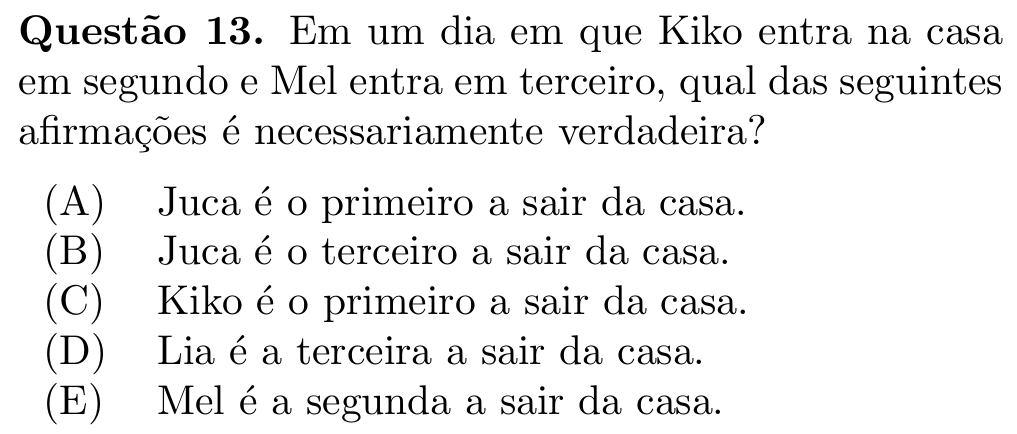 Questão 13. Em um dia em que Kiko entra na casa
em segundo e Mel entra em terceiro, qual das seguintes
afirmações é necessariamente verdadeira?
(A) Juca é o primeiro a sair da casa.
(B) Juca é o terceiro a sair da casa.
(C) Kiko é o primeiro a sair da casa.
(D) Lia é a terceira a sair da casa.
(E) Mel é a segunda a sair da casa.